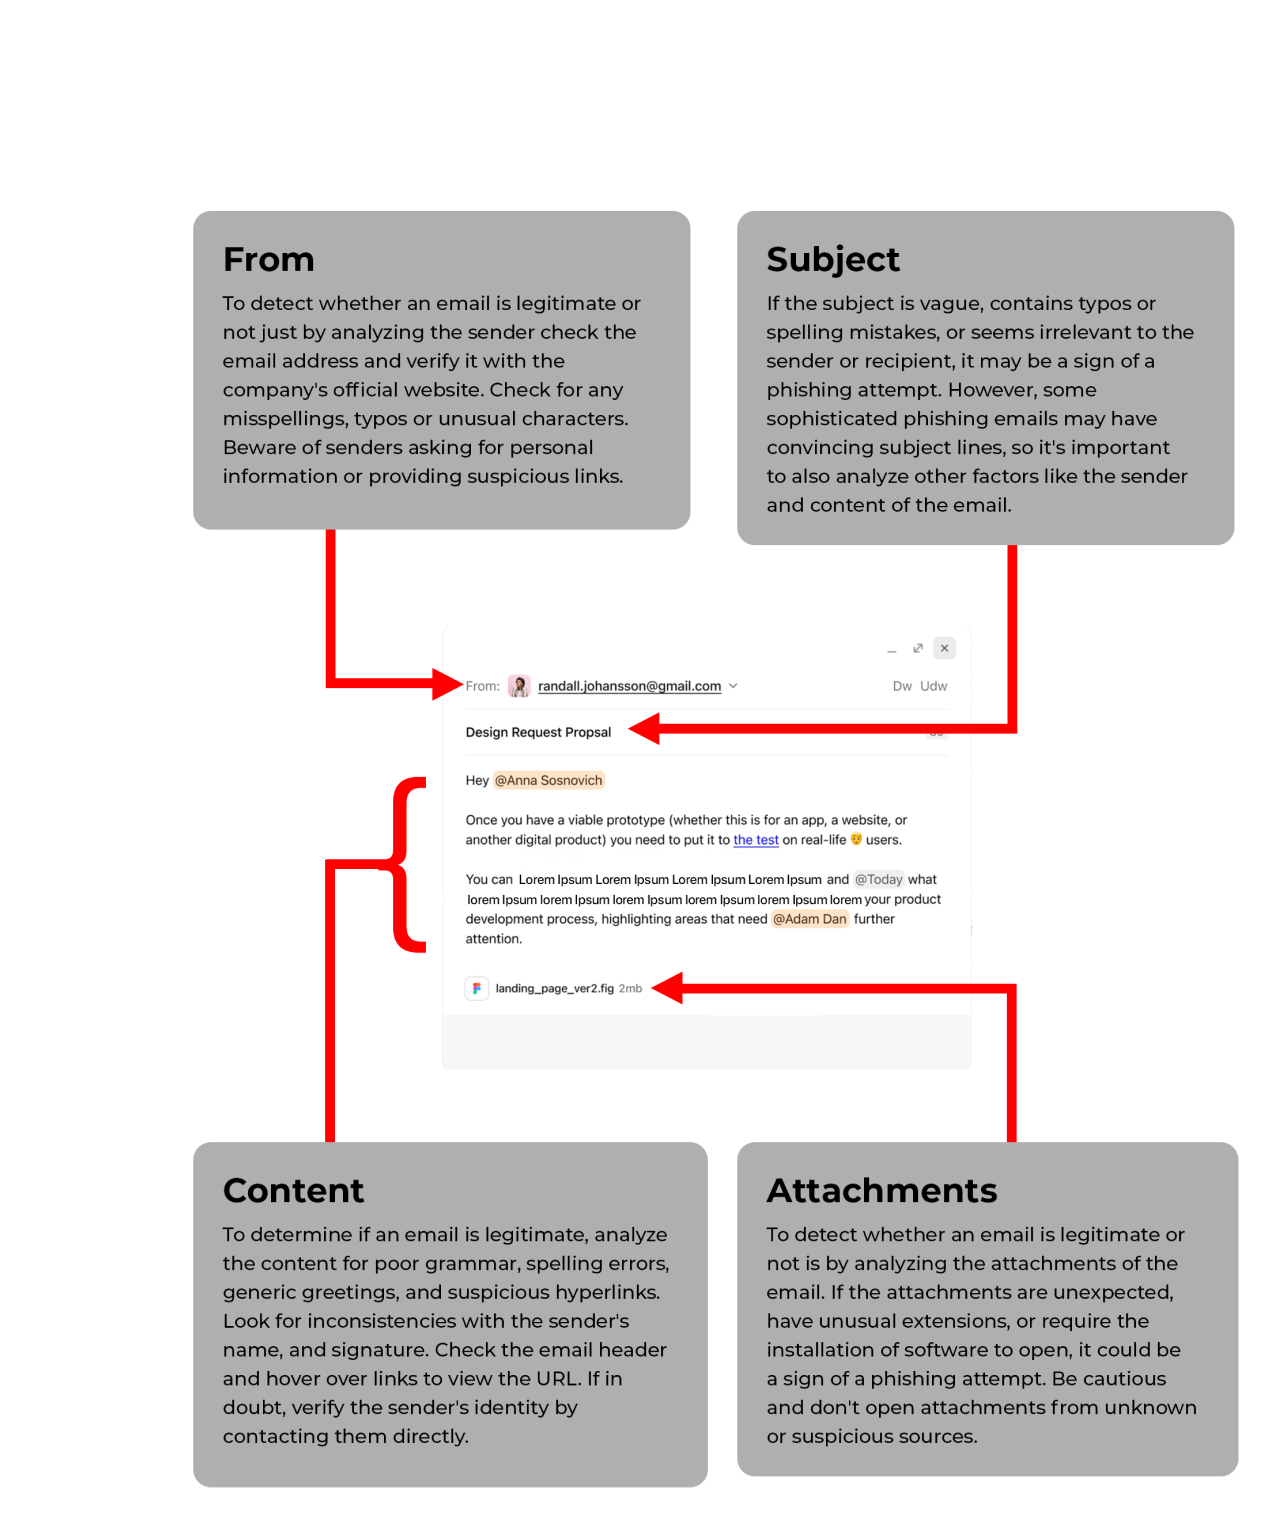 From
To detect whether an email is legitimate or
not just by analyzing the sender check the
email address and verify it with the
company's official website. Check for any
misspellings, typos or unusual characters.
Beware of senders asking for personal
information or providing suspicious links.
Subject
If the subject is vague, contains typos or
spelling mistakes, or seems irrelevant to the
sender or recipient, it may be a sign of a
phishing attempt. However, some
sophisticated phishing emails may have
convincing subject lines, so it's important
to also analyze other factors like the sender
and content of the email.
From: randall.johansson@gmail.com Dw Udw
Design Request Propsal
Hey @Anna Sosnovich
Once you have a viable prototype (whether this is for an app, a website, or
another digital product) you need to put it to the test on real-life users.
You can Lorem Ipsum Lorem Ipsum Lorem Ipsum Lorem Ipsum and @Today what
lorem Ipsum lorem Ipsum lorem Ipsum lorem Ipsum lorem Ipsum lorem your product
development process, highlighting areas that need @Adam Dan further
attention.
landing_page_ver2.fig 2mb
Content
To determine if an email is legitimate, analyze
the content for poor grammar, spelling errors,
generic greetings, and suspicious hyperlinks.
Look for inconsistencies with the sender's
name, and signature. Check the email header
and hover over links to view the URL. If in
doubt, verify the sender's identity by
contacting them directly.
Attachments
To detect whether an email is legitimate or
not is by analyzing the attachments of the
email. If the attachments are unexpected,
have unusual extensions, or require the
installation of software to open, it could be
a sign of a phishing attempt. Be cautious
and don't open attachments from unknown
or suspicious sources.